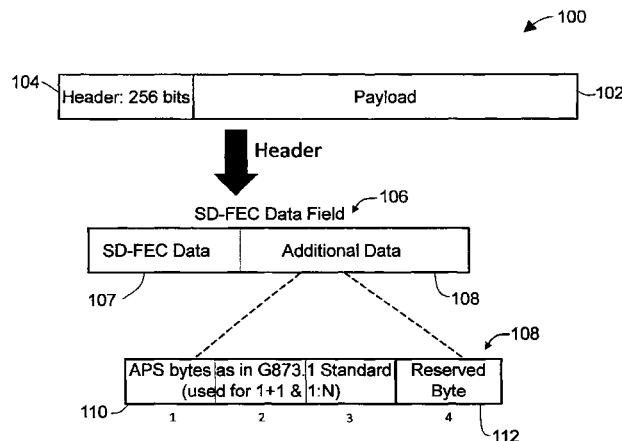 100
104
Header: 256 bits
Payload
102
Header
SD-FEC Data Field
106
SD-FEC Data
Additional Data
107
108
108
APS bytes as in G873.1 Standard
(used for 1+1 & 1:N)
Reserved
Byte
110
1
2
3
4
112